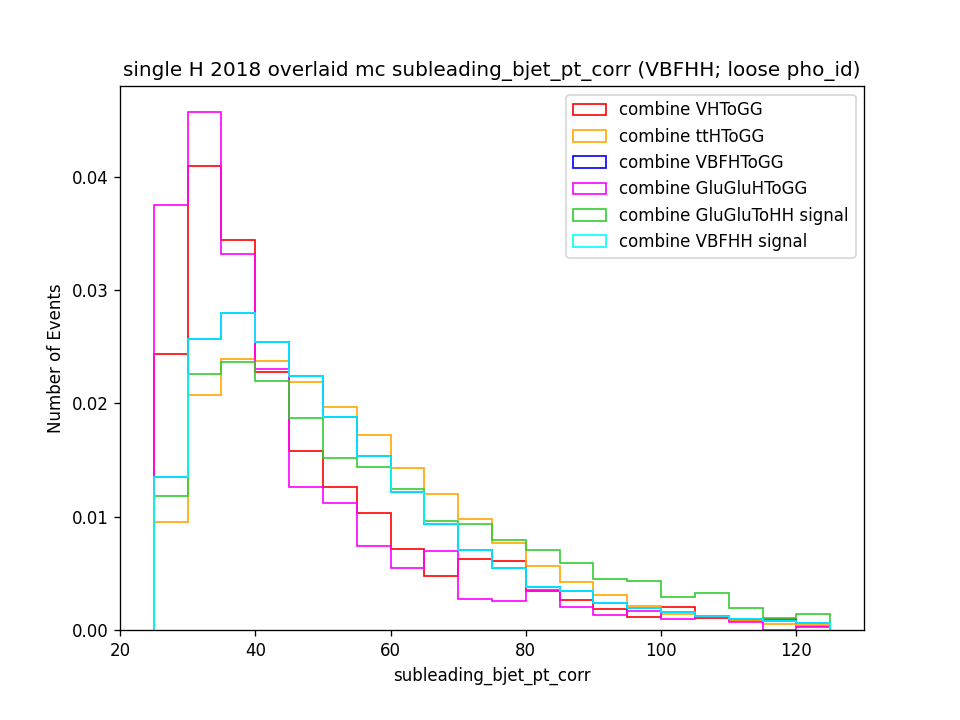 single H 2018 overlaid mc subleading_bjet_pt_corr (VBFHH; loose pho_id)
combine VHToGG
combine ttHToGG
combine VBFHToGG
combine GluGluHToGG
combine GluGluToHH signal
combine VBFHH signal
Number of Events
0.04
0.03
0.02
0.01
0.00
20 40 60 80 100 120
subleading_bjet_pt_corr